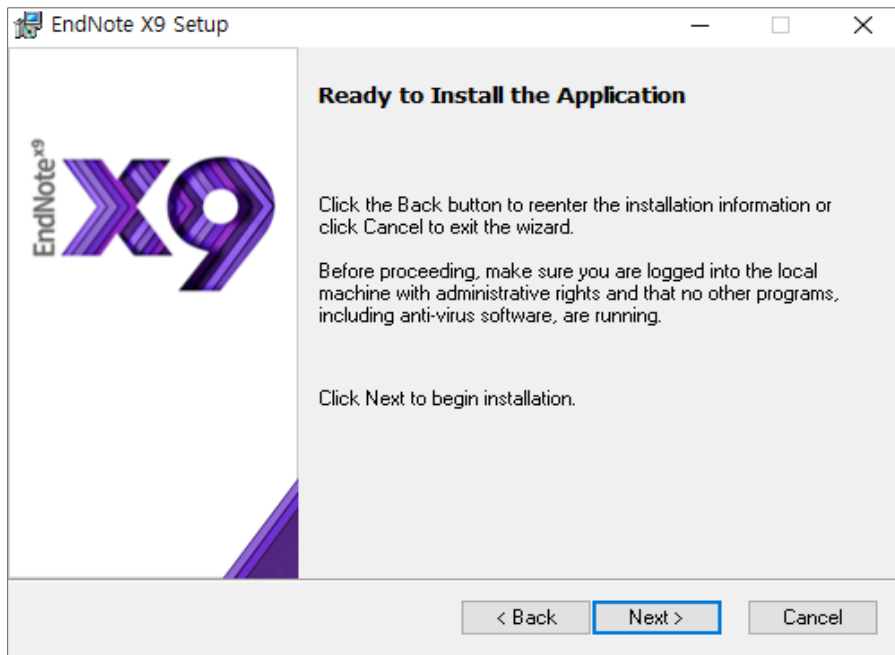 EndNote X9 Setup
EndNote X9
X9
Ready to Install the Application
Click the Back button to reenter the installation information or
click Cancel to exit the wizard.
Before proceeding, make sure you are logged into the local
machine with administrative rights and that no other programs,
including anti-virus software, are running.
Click Next to begin installation.
< Back
Next >
Cancel